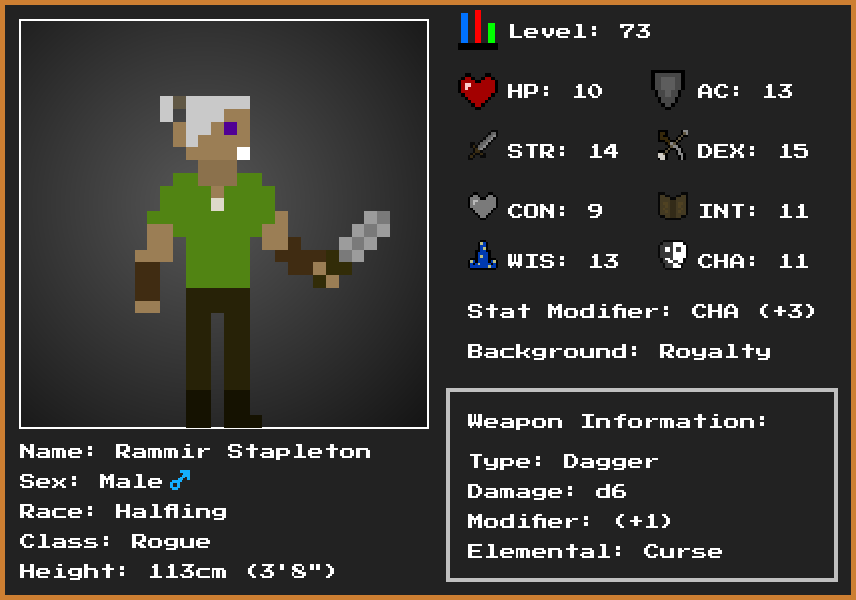 Level: 73
HP: 10 AC: 13
STR: 14 DEX: 15
CON: 9 INT: 11
WIS: 13 CHA: 11
Stat Modifier: CHA (+3)
Background: Royalty
Weapon Information:
Type: Dagger
Damage: d6
Modifier: (+1)
Elemental: Curse
Name: Rammir Stapleton
Sex: Male ♂
Race: Halfling
Class: Rogue
Height: 113cm (3'8")